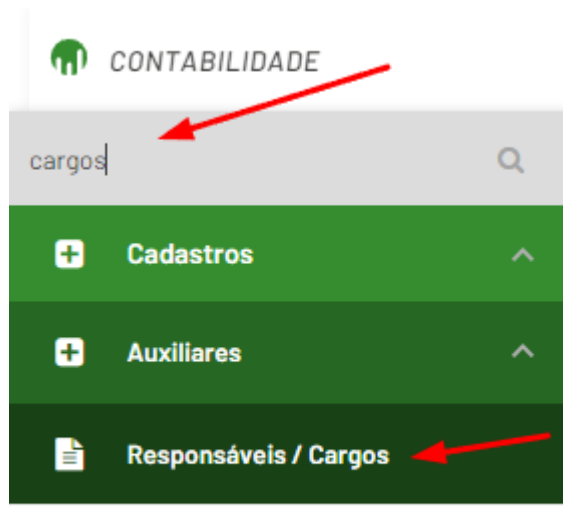 CONTABILIDADE
cargos
Cadastros
Auxiliares
Responsáveis / Cargos